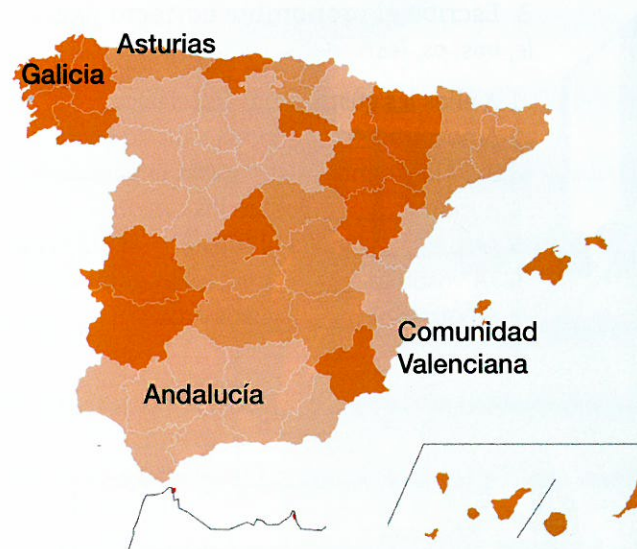 Asturias
Galicia
Comunidad
Valenciana
Andalucía